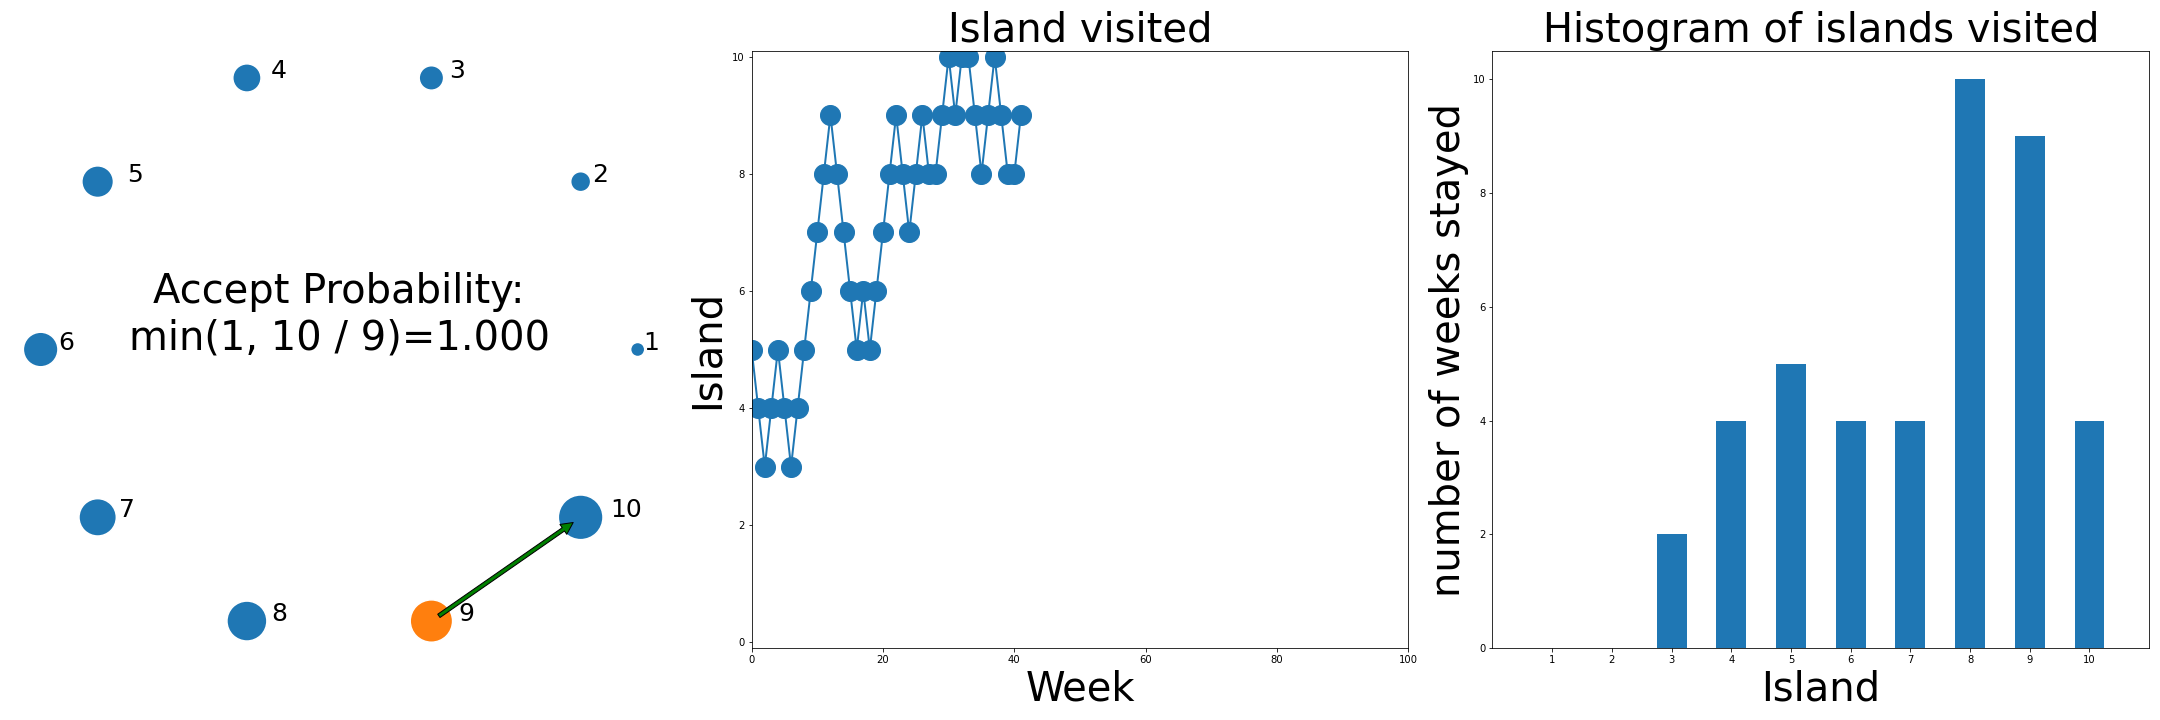 4
3
5
2
Accept Probability:
min(1, 10 / 9)=1.000
6
1
7
10
8
9
Island visited
Island
10
8
6
4
2
0
0 20 40 60 80 100
Week
Histogram of islands visited
number of weeks stayed
10
8
6
4
2
0
1 2 3 4 5 6 7 8 9 10
Island